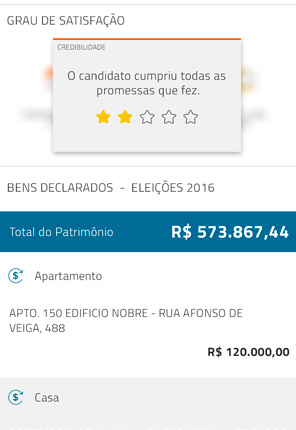 GRAU DE SATISFAÇÃO
CREDIBILIDADE
O candidato cumpriu todas as
promessas que fez.
BENS DECLARADOS - ELEIÇÕES 2016
Total do Patrimônio R$ 573.867,44
Apartamento
APTO. 150 EDIFICIO NOBRE - RUA AFONSO DE
VEIGA, 488
R$ 120.000,00
Casa